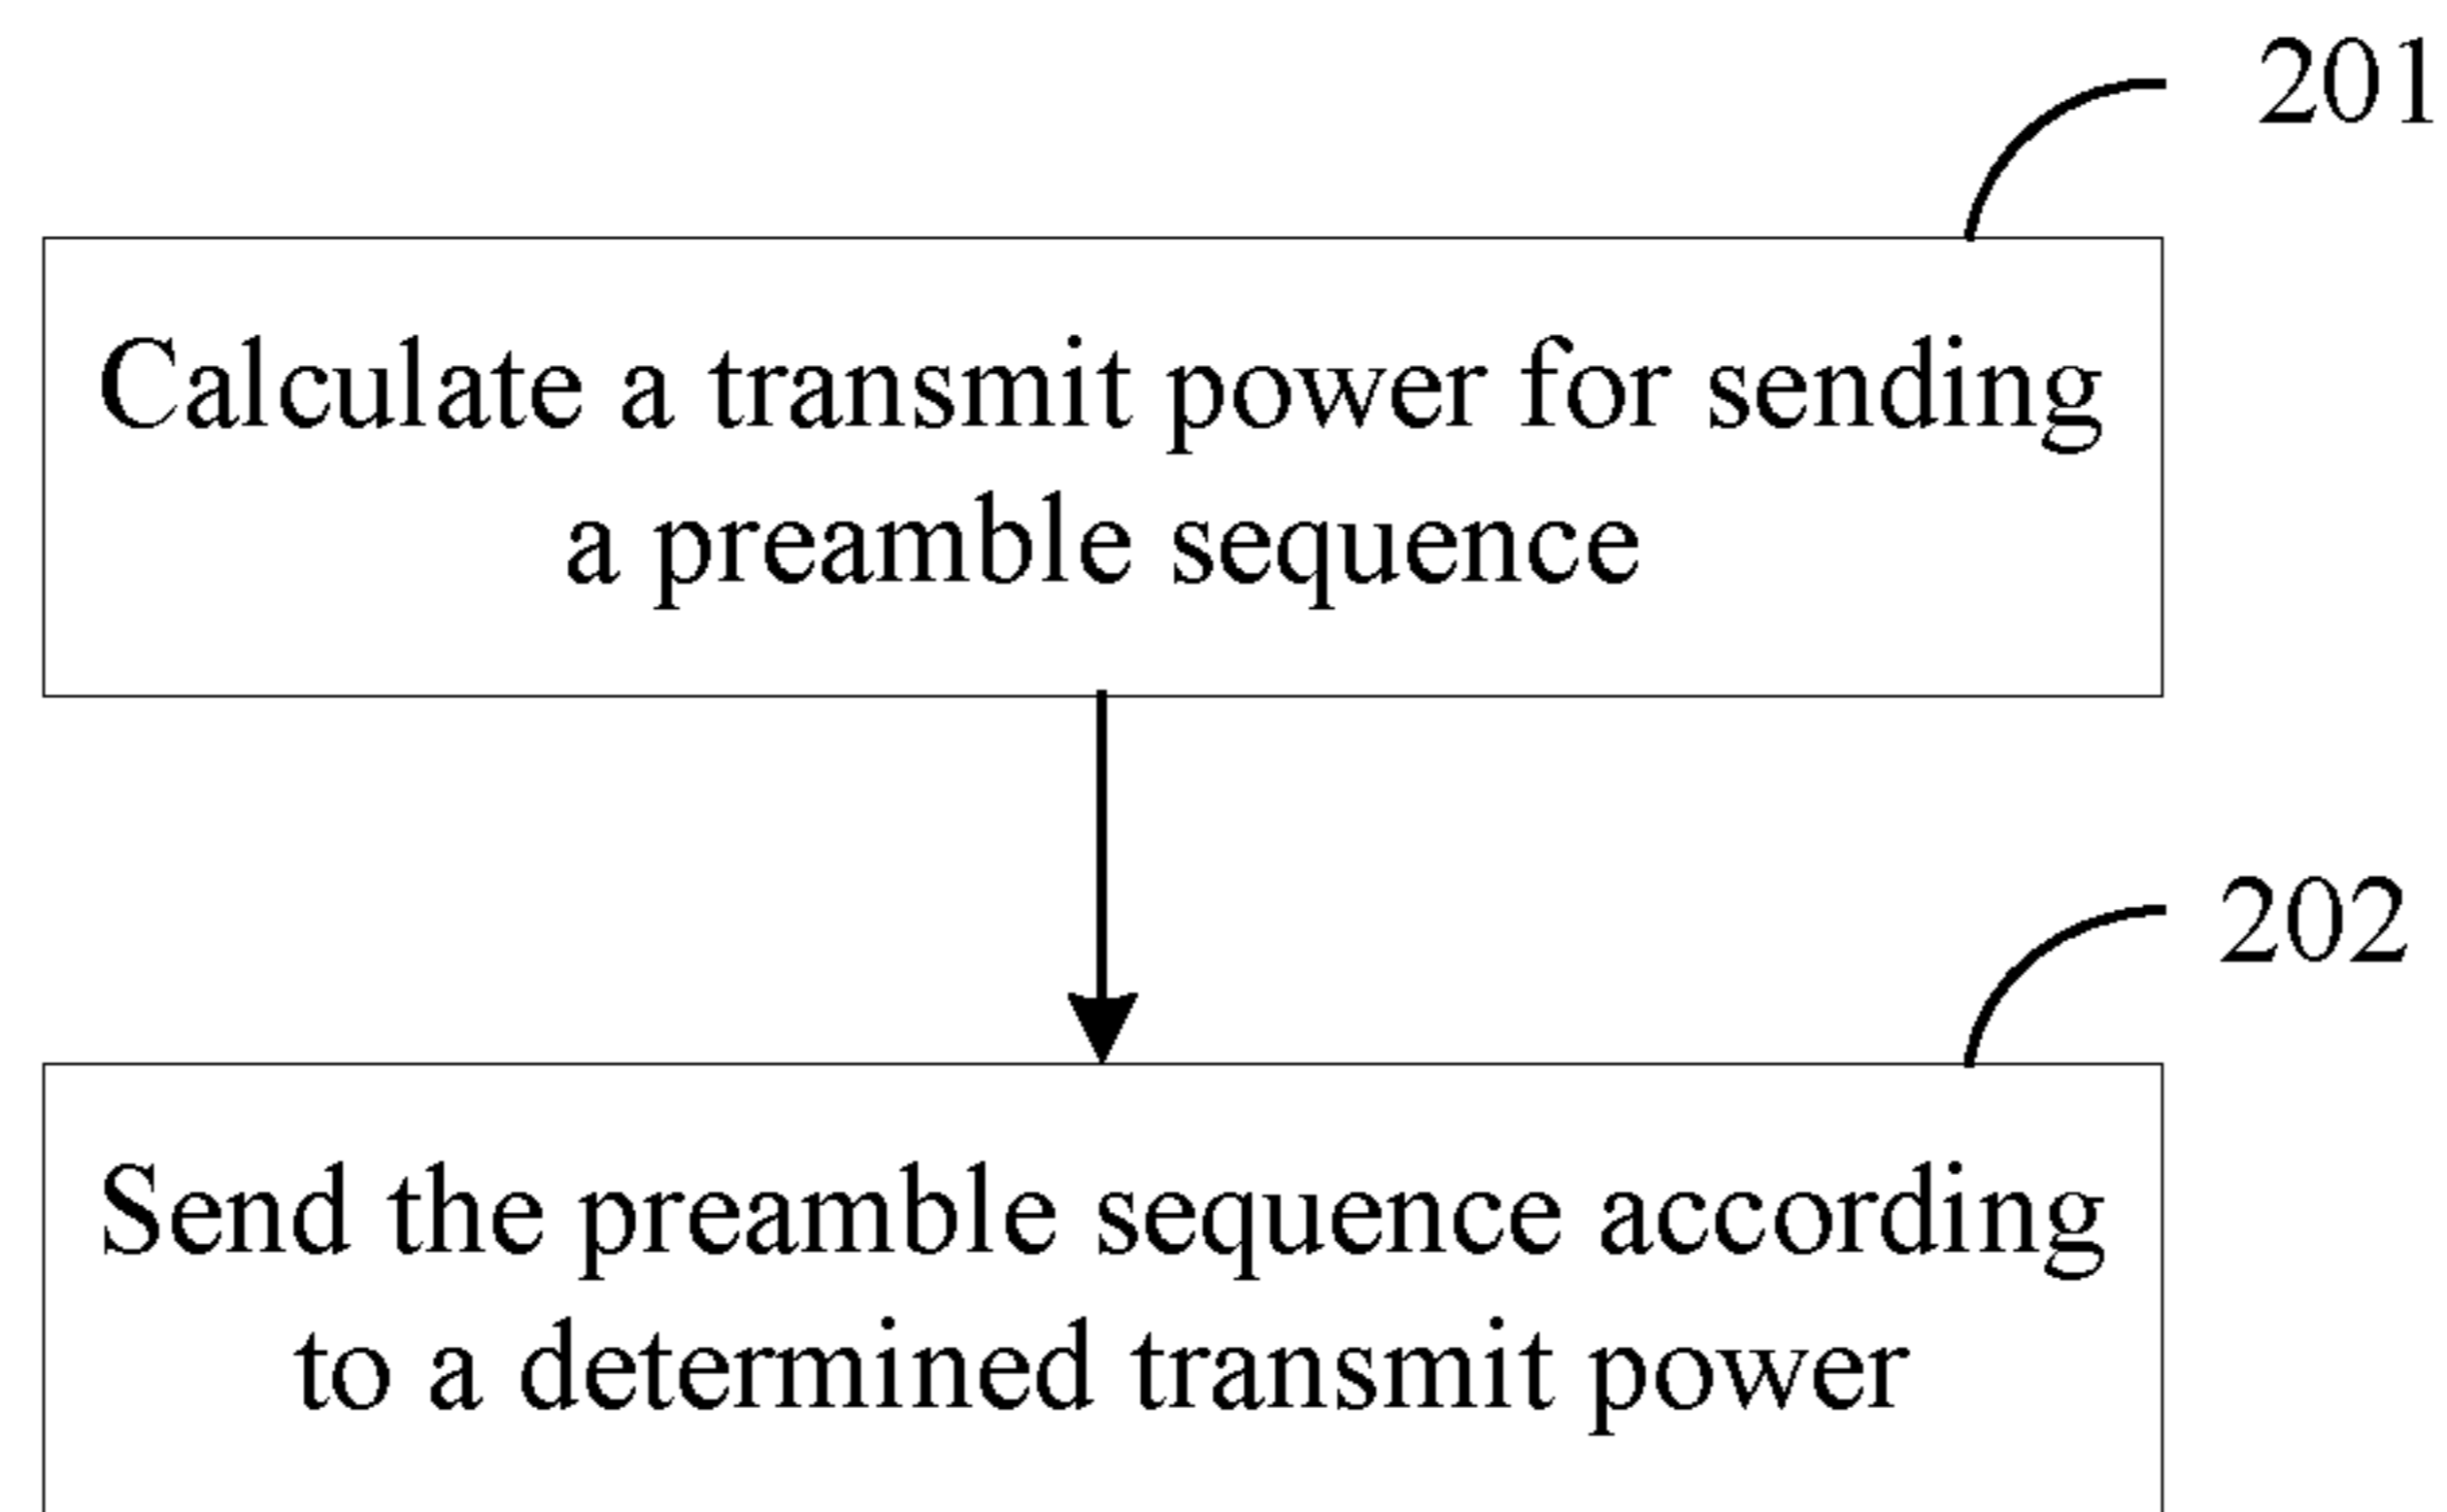 201
Calculate a transmit power for sending
a preamble sequence
202
Send the preamble sequence according
to a determined transmit power